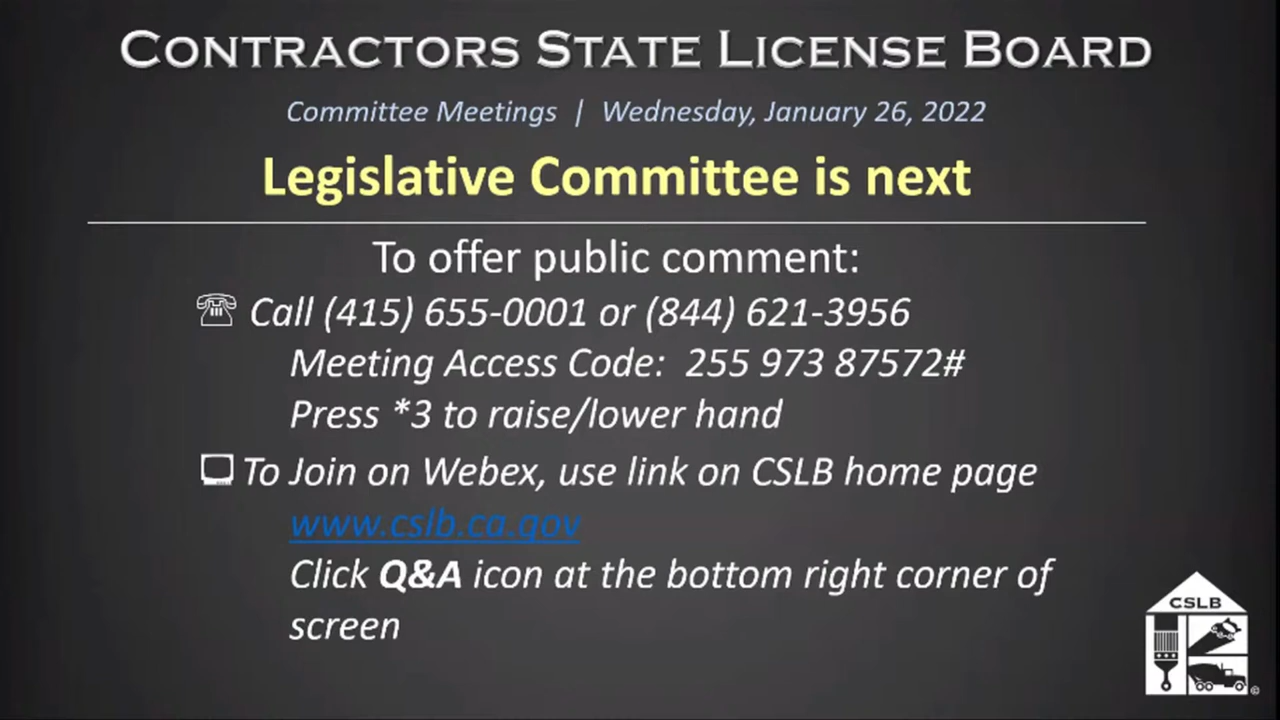 CONTRACTORS STATE LICENSE BOARD
Committee Meetings | Wednesday, January 26, 2022
Legislative Committee is next
To offer public comment:
☏ Call (415) 655-0001 or (844) 621-3956
Meeting Access Code: 255 973 87572#
Press *3 to raise/lower hand
To Join on Webex, use link on CSLB home page
www.cslb.ca.gov
Click Q&A icon at the bottom right corner of
screen
CSLB
©